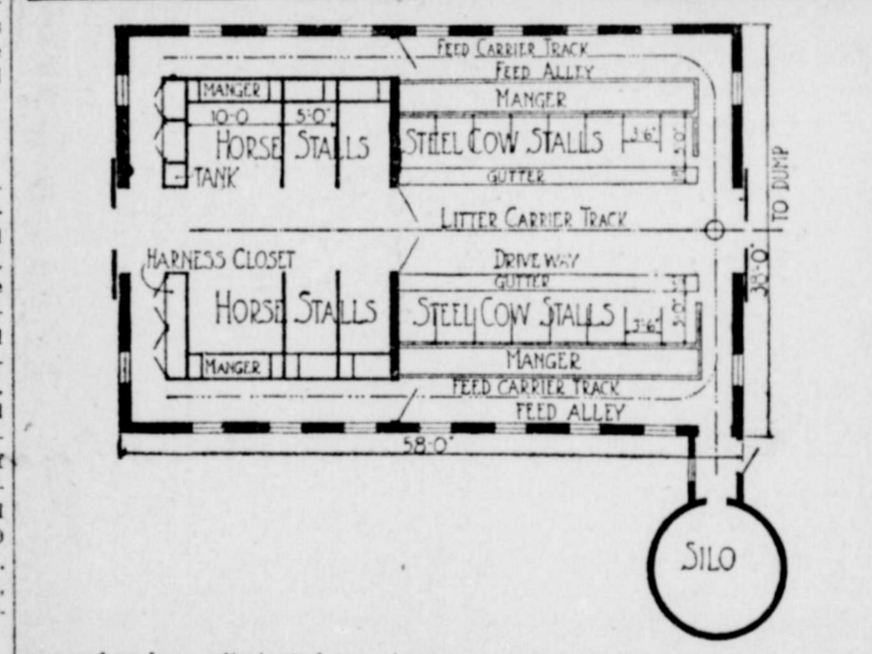 FEED CARRIER TRACK
FEED ALLEY
MANGER
MANGER
10-0
5-0"
HORSE STALLS
STEEL COW STALLS
3-6"
5-0"
TANK
GUTTER
TO DUMP
LITTER CARRIER TRACK
HARNESS CLOSET
DRIVE WAY
GUTTER
38-0"
HORSE STALLS
STEEL COW STALLS
3-6"
5-0"
MANGER
MANGER
FEED CARRIER TRACK
FEED ALLEY
58-0"
SILO